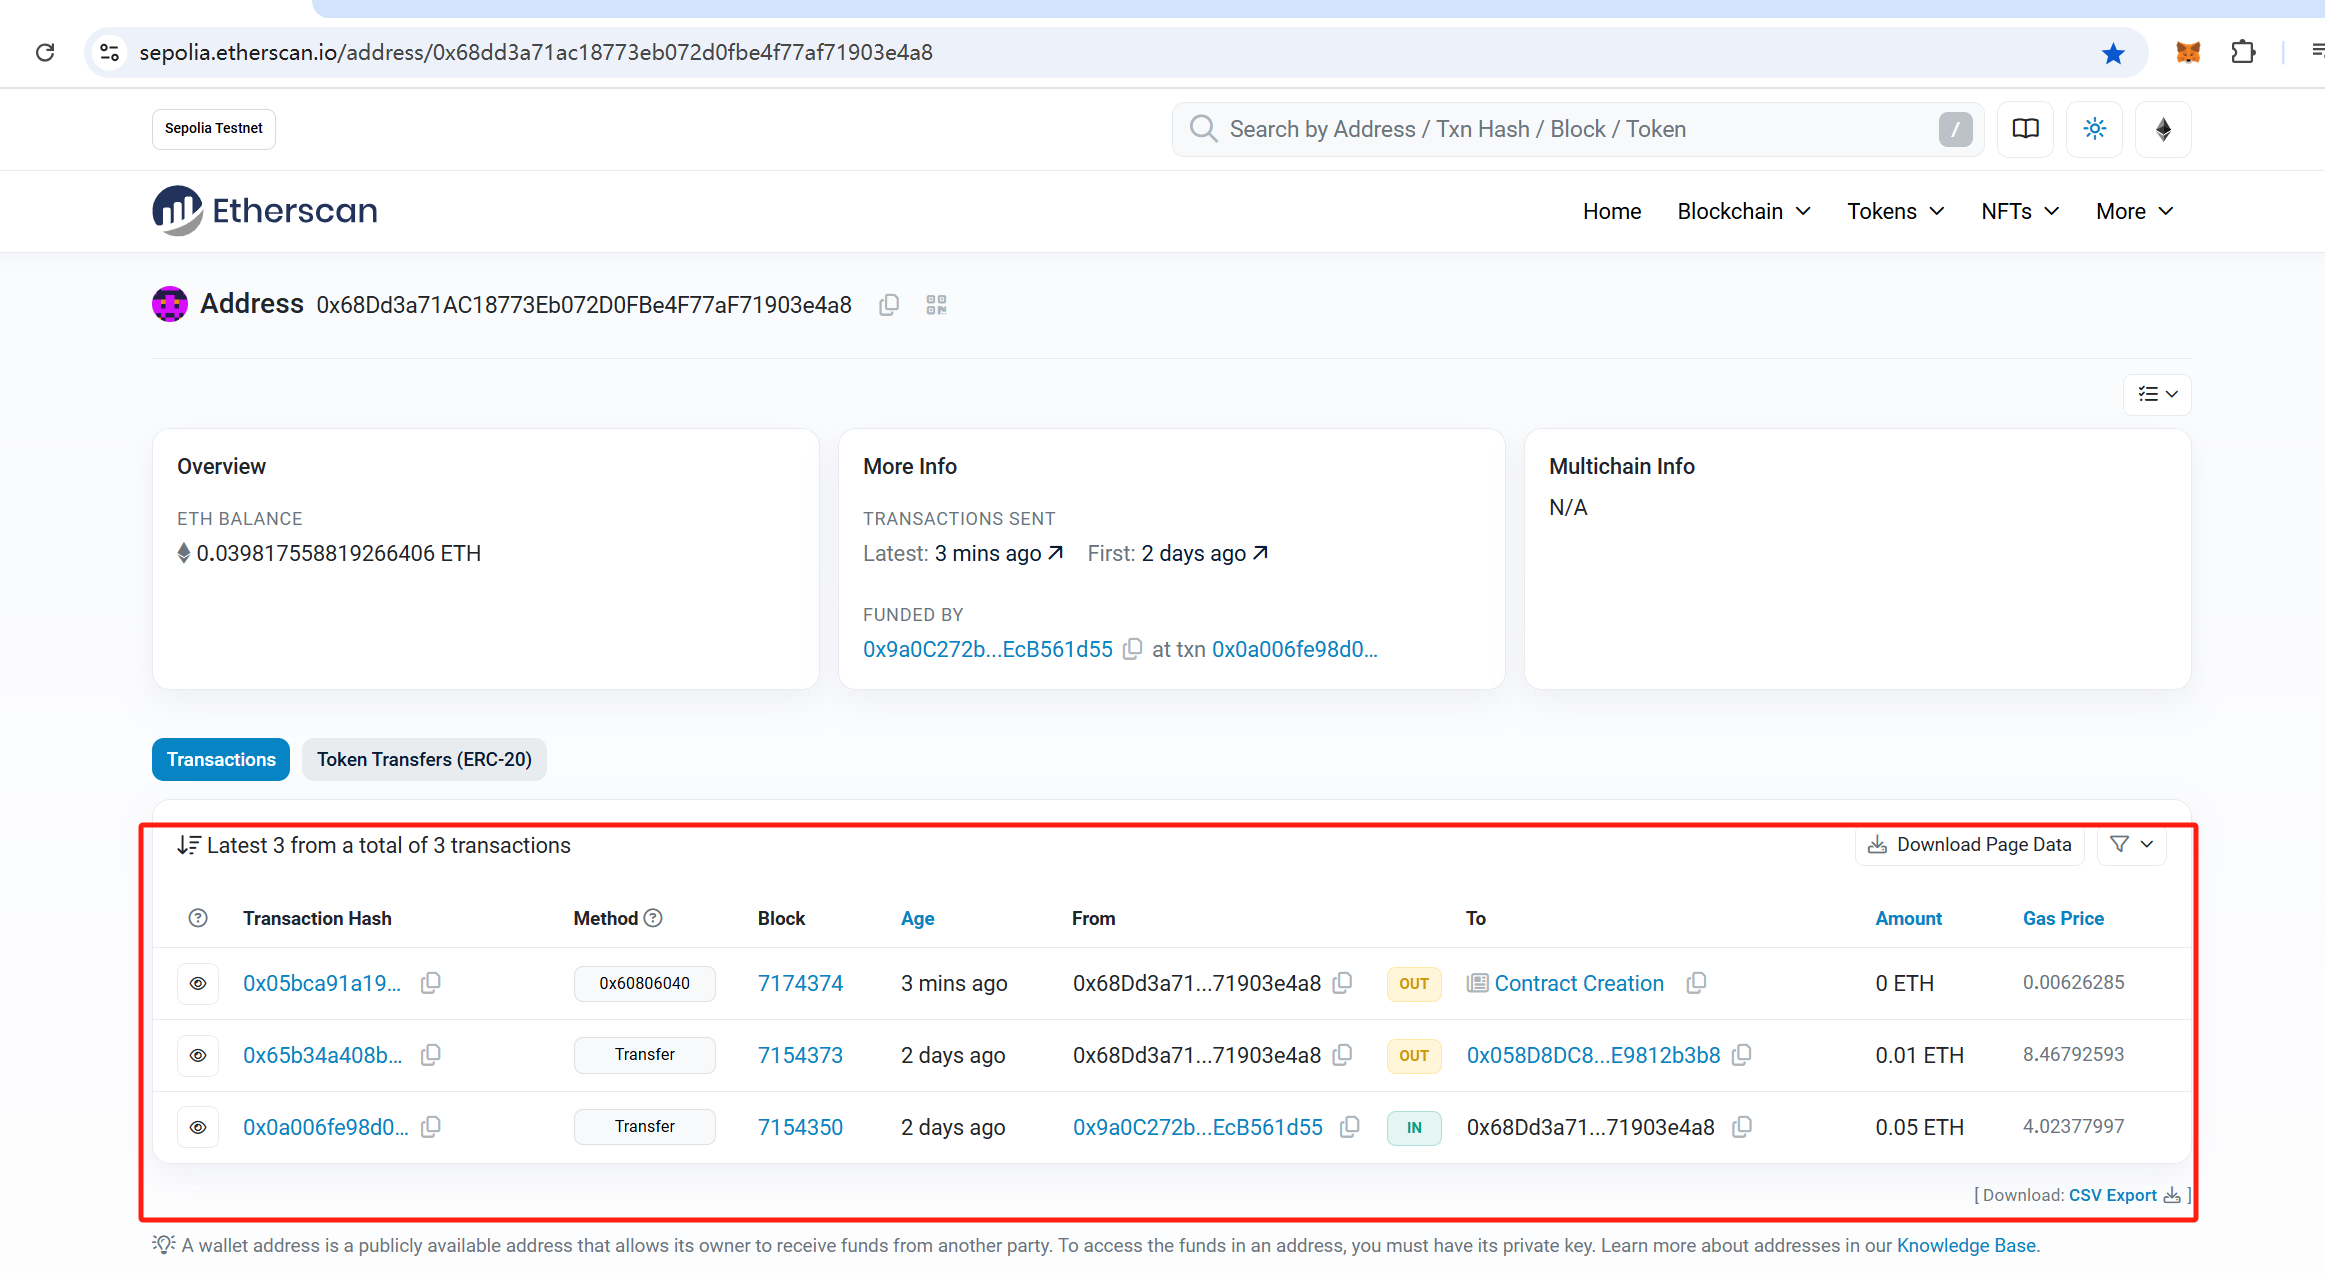 sepolia.etherscan.io/address/0x68dd3a71ac18773eb072d0fbe4f77af71903e4a8
Sepolia Testnet
Search by Address / Txn Hash / Block / Token /
Etherscan
Home Blockchain Tokens NFTs More
Address 0x68Dd3a71AC18773Eb072D0FBe4F77aF71903e4a8
Overview
ETH BALANCE
0.039817558819266406 ETH
More Info
TRANSACTIONS SENT
Latest: 3 mins ago First: 2 days ago
FUNDED BY
0x9a0C272b...EcB561d55 at txn 0x0a006fe98d0...
Multichain Info
N/A
Transactions Token Transfers (ERC-20)
Latest 3 from a total of 3 transactions Download Page Data
Transaction Hash Method Block Age From To Amount Gas Price
0x05bca91a19... 0x60806040 7174374 3 mins ago 0x68Dd3a71...71903e4a8 OUT Contract Creation 0 ETH 0.00626285
0x65b34a408b... Transfer 7154373 2 days ago 0x68Dd3a71...71903e4a8 OUT 0x058D8DC8...E9812b3b8 0.01 ETH 8.46792593
0x0a006fe98d0... Transfer 7154350 2 days ago 0x9a0C272b...EcB561d55 IN 0x68Dd3a71...71903e4a8 0.05 ETH 4.02377997
[ Download: CSV Export ]
A wallet address is a publicly available address that allows its owner to receive funds from another party. To access the funds in an address, you must have its private key. Learn more about addresses in our Knowledge Base.